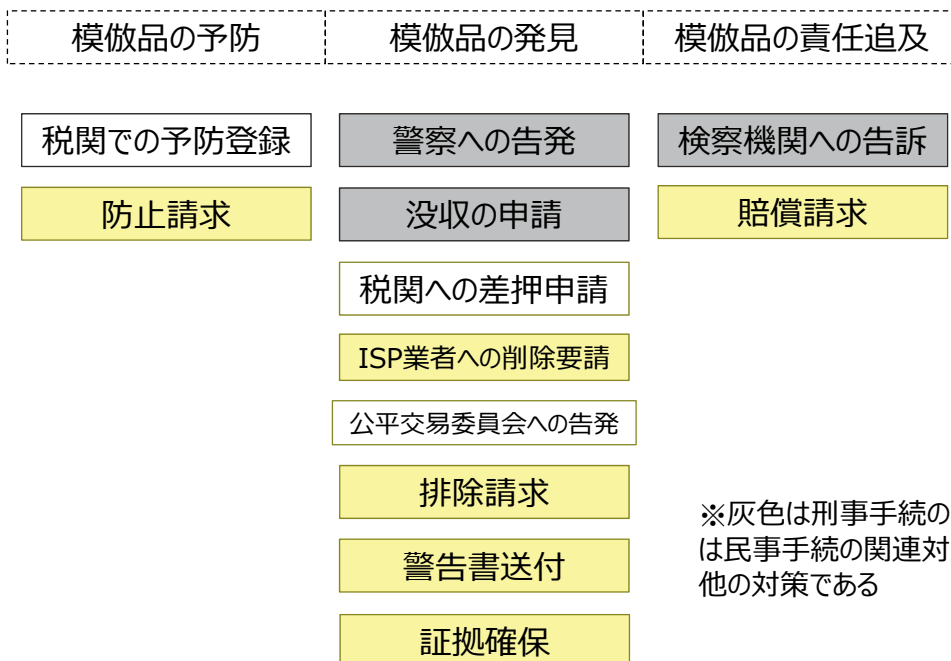 模倣品の予防
模倣品の発見
模倣品の責任追及
税関での予防登録
警察への告発
検察機関への告訴
防止請求
没収の申請
賠償請求
税関への差押申請
ISP業者への削除要請
公平交易委員会への告発
排除請求
警告書送付
証拠確保
※灰色は刑事手続の
は民事手続の関連対
他の対策である